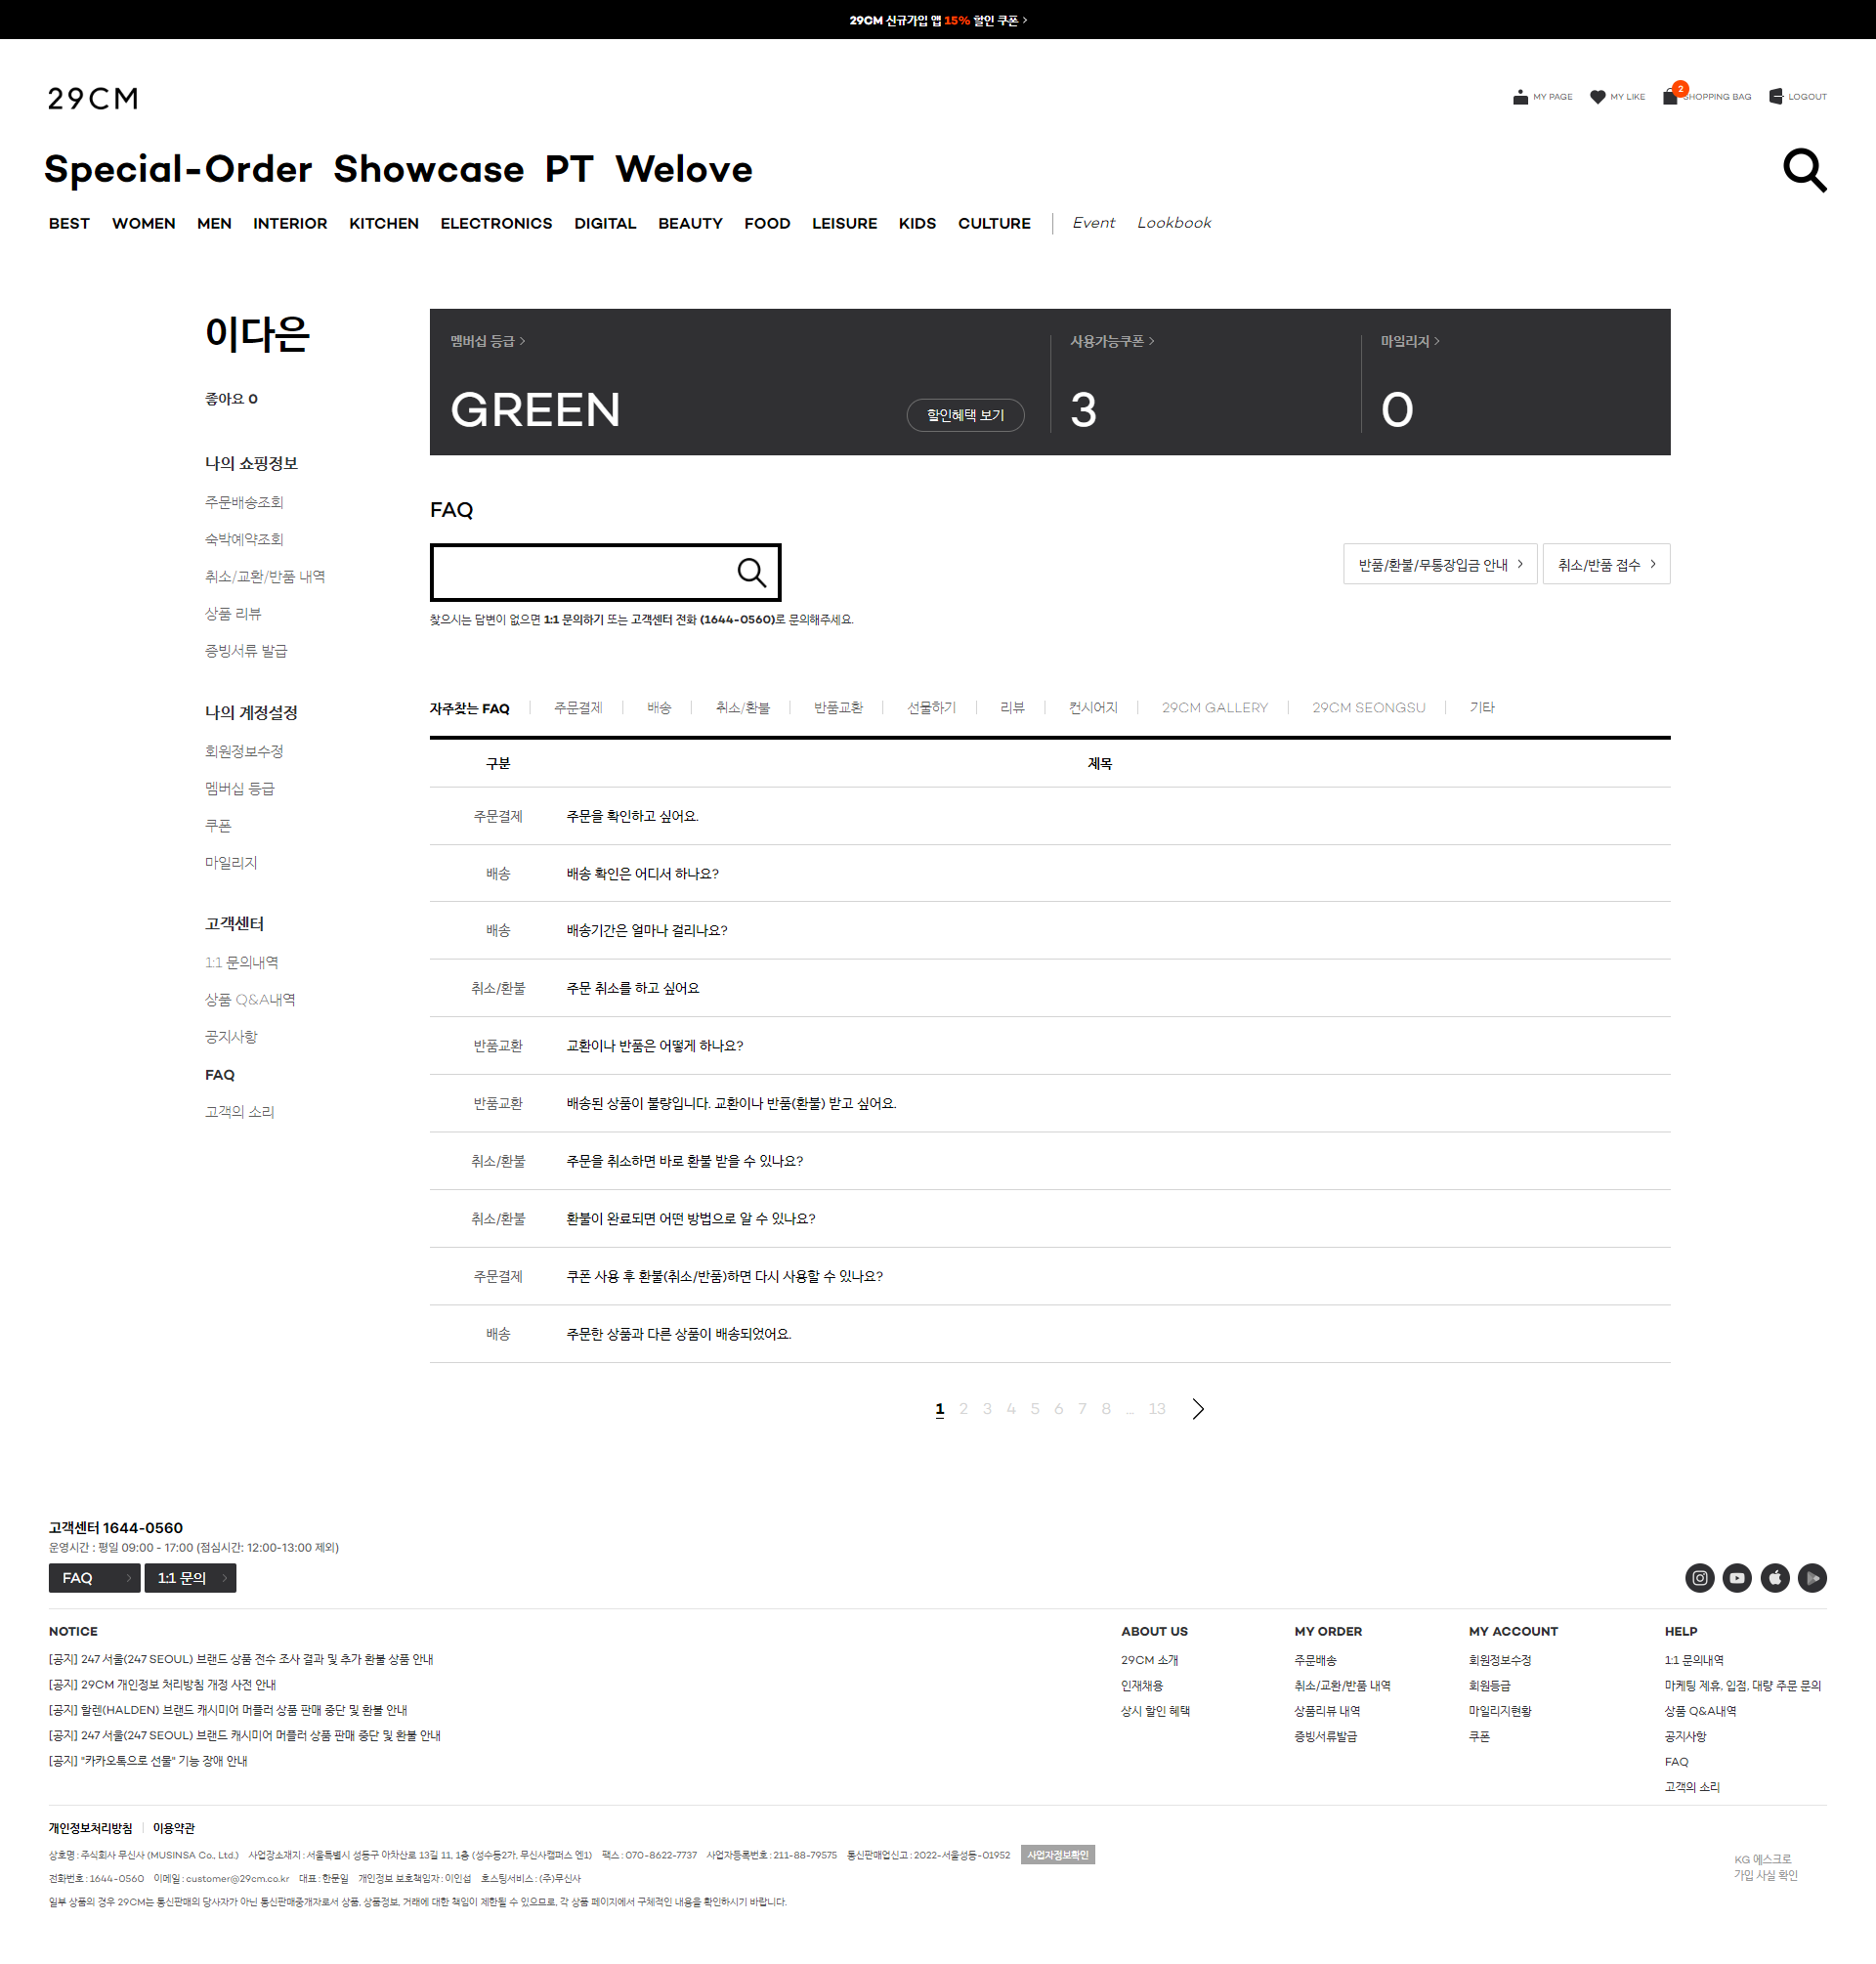 29CM 신규가입 앱 15% 할인 쿠폰 >
29CM
MY PAGE MY LIKE 2 SHOPPING BAG LOGOUT
Special-Order Showcase PT Welove
BEST WOMEN MEN INTERIOR KITCHEN ELECTRONICS DIGITAL BEAUTY FOOD LEISURE KIDS CULTURE Event Lookbook
이다은
좋아요 0
나의 쇼핑정보
주문배송조회
숙박예약조회
취소/교환/반품 내역
상품 리뷰
증빙서류 발급
나의 계정설정
회원정보수정
멤버십 등급
쿠폰
마일리지
고객센터
1:1 문의내역
상품 Q&A내역
공지사항
FAQ
고객의 소리
멤버십 등급 > 사용가능쿠폰 > 마일리지 >
GREEN 할인혜택 보기 3 0
FAQ
반품/환불/무통장입금 안내 > 취소/반품 접수 >
찾으시는 답변이 없으면 1:1 문의하기 또는 고객센터 전화 (1644-0560)로 문의해주세요.
자주찾는 FAQ 주문결제 배송 취소/환불 반품교환 선물하기 리뷰 컨시어지 29CM GALLERY 29CM SEONGSU 기타
구분 제목
주문결제 주문을 확인하고 싶어요.
배송 배송 확인은 어디서 하나요?
배송 배송기간은 얼마나 걸리나요?
취소/환불 주문 취소를 하고 싶어요
반품교환 교환이나 반품은 어떻게 하나요?
반품교환 배송된 상품이 불량입니다. 교환이나 반품(환불) 받고 싶어요.
취소/환불 주문을 취소하면 바로 환불 받을 수 있나요?
취소/환불 환불이 완료되면 어떤 방법으로 알 수 있나요?
주문결제 쿠폰 사용 후 환불(취소/반품)하면 다시 사용할 수 있나요?
배송 주문한 상품과 다른 상품이 배송되었어요.
1 2 3 4 5 6 7 8 ... 13 >
고객센터 1644-0560
운영시간 : 평일 09:00 - 17:00 (점심시간: 12:00-13:00 제외)
FAQ > 1:1 문의 >
NOTICE
[공지] 247 서울(247 SEOUL) 브랜드 상품 전수 조사 결과 및 추가 환불 상품 안내
[공지] 29CM 개인정보 처리방침 개정 사전 안내
[공지] 할렌(HALDEN) 브랜드 캐시미어 머플러 상품 판매 중단 및 환불 안내
[공지] 247 서울(247 SEOUL) 브랜드 캐시미어 머플러 상품 판매 중단 및 환불 안내
[공지] "카카오톡으로 선물" 기능 장애 안내
ABOUT US
29CM 소개
인재채용
상시 할인 혜택
MY ORDER
주문배송
취소/교환/반품 내역
상품리뷰 내역
증빙서류발급
MY ACCOUNT
회원정보수정
회원등급
마일리지현황
쿠폰
HELP
1:1 문의내역
마케팅 제휴, 입점, 대량 주문 문의
상품 Q&A내역
공지사항
FAQ
고객의 소리
개인정보처리방침 이용약관
상호명 : 주식회사 무신사 (MUSINSA Co., Ltd.) 사업장소재지 : 서울특별시 성동구 아차산로 13길 11, 1층 (성수동2가, 무신사캠퍼스 엔1) 팩스 : 070-8622-7737 사업자등록번호 : 211-88-79575 통신판매업신고 : 2022-서울성동-01952 사업자정보확인
전화번호 : 1644-0560 이메일 : customer@29cm.co.kr 대표 : 한문일 개인정보 보호책임자 : 이인섭 호스팅서비스 : (주)무신사
일부 상품의 경우 29CM는 통신판매의 당사자가 아닌 통신판매중개자로서 상품, 상품정보, 거래에 대한 책임이 제한될 수 있으므로, 각 상품 페이지에서 구체적인 내용을 확인하시기 바랍니다.
KG 에스크로
가입 사실 확인